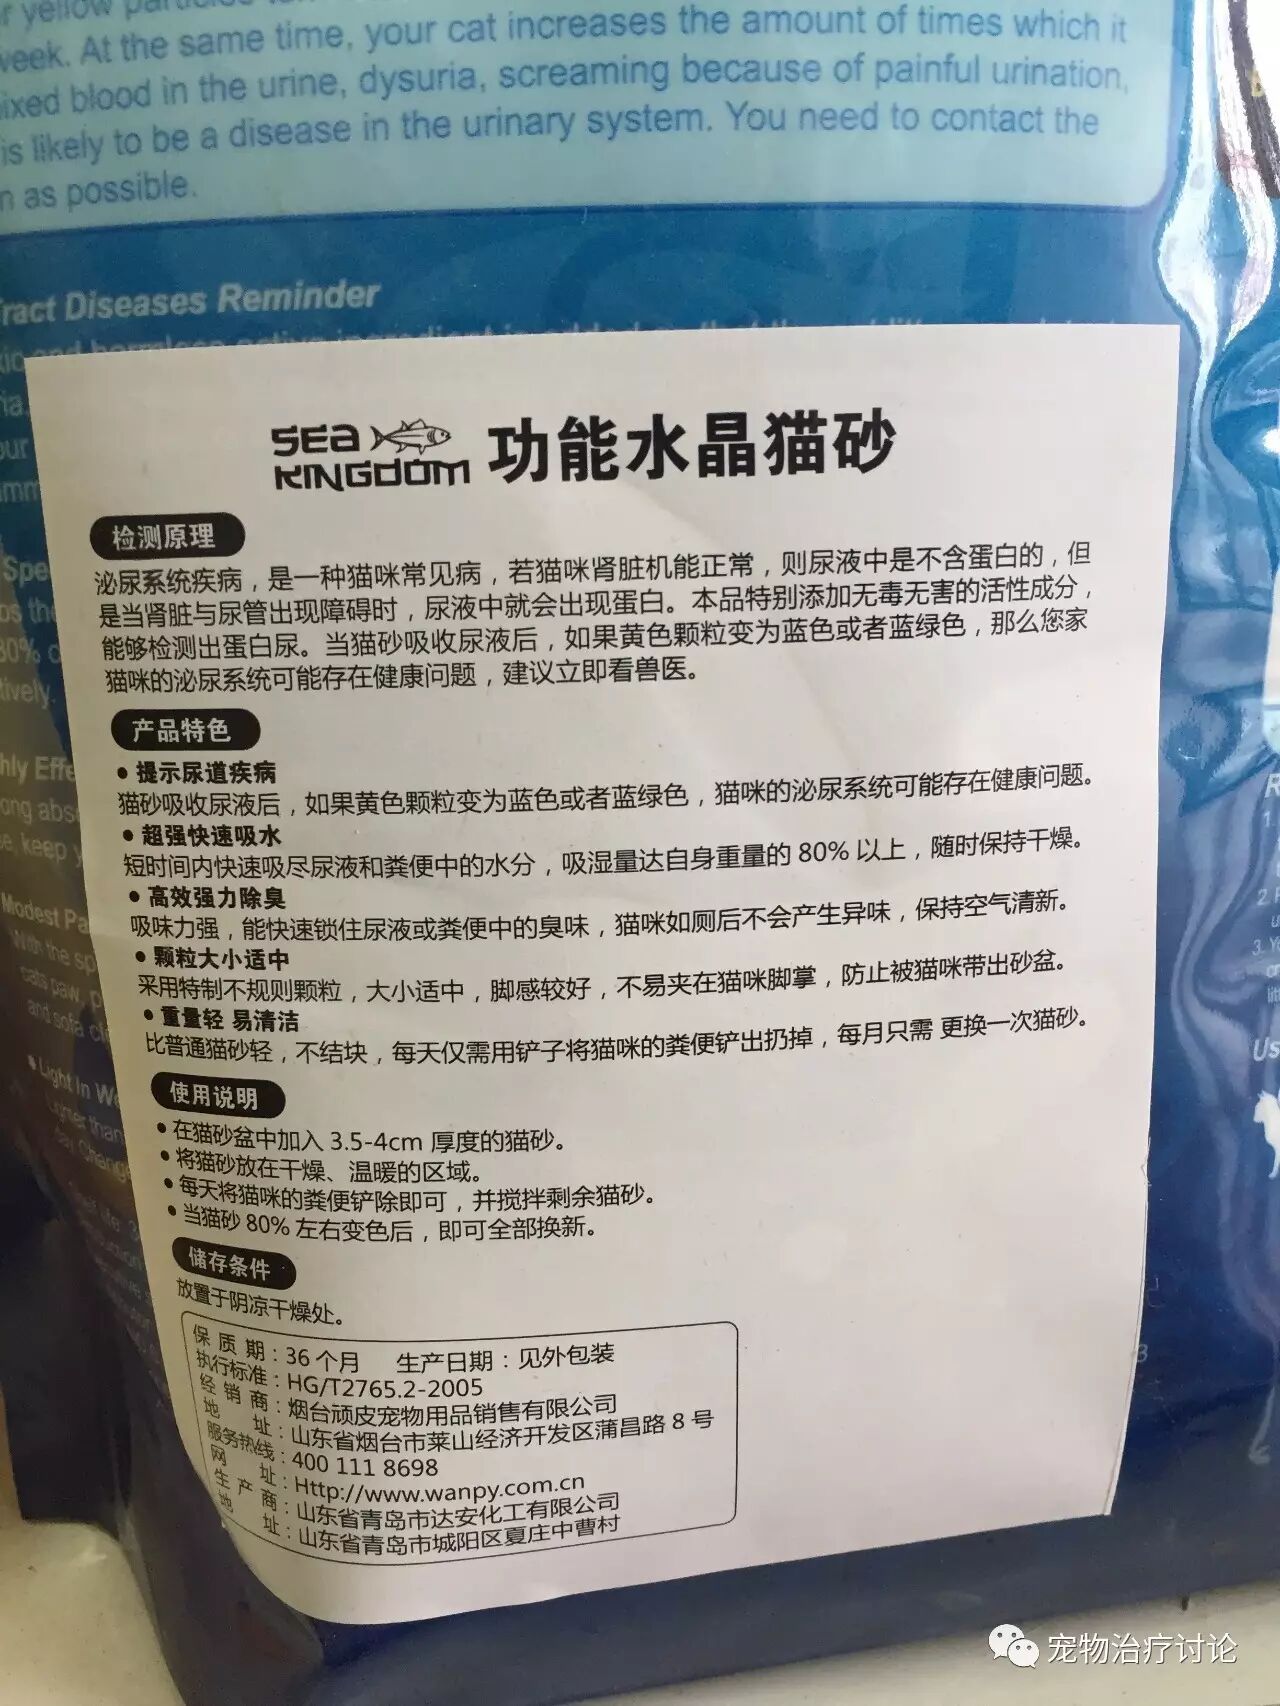 yellow particles
week. At the same time, your cat increases the amount of times which it
mixed blood in the urine, dysuria, screaming because of painful urination,
is likely to be a disease in the urinary system. You need to contact the
as possible.
Tract Diseases Reminder
SEA KINGDOM 功能水晶猫砂
检测原理
泌尿系统疾病，是一种猫咪常见病，若猫咪肾脏机能正常，则尿液中是不含蛋白的，但
是当肾脏与尿管出现障碍时，尿液中就会出现蛋白。本品特别添加无毒无害的活性成分，
能够检测出蛋白尿。当猫砂吸收尿液后，如果黄色颗粒变为蓝色或者蓝绿色，那么您家
猫咪的泌尿系统可能存在健康问题，建议立即看兽医。
产品特色
• 提示尿道疾病
猫砂吸收尿液后，如果黄色颗粒变为蓝色或者蓝绿色，猫咪的泌尿系统可能存在健康问题。
• 超强快速吸水
短时间内快速吸尽尿液和粪便中的水分，吸湿量达自身重量的 80% 以上，随时保持干燥。
• 高效强力除臭
吸味力强，能快速锁住尿液或粪便中的臭味，猫咪如厕后不会产生异味，保持空气清新。
• 颗粒大小适中
采用特制不规则颗粒，大小适中，脚感较好，不易夹在猫咪脚掌，防止被猫咪带出砂盆。
• 重量轻 易清洁
比普通猫砂轻，不结块，每天仅需用铲子将猫咪的粪便铲出扔掉，每月只需 更换一次猫砂。
使用说明
• 在猫砂盆中加入 3.5-4cm 厚度的猫砂。
• 将猫砂放在干燥、温暖的区域。
• 每天将猫咪的粪便铲除即可，并搅拌剩余猫砂。
• 当猫砂 80% 左右变色后，即可全部换新。
储存条件
放置于阴凉干燥处。
保质期：36 个月 生产日期：见外包装
执行标准：HG/T2765.2-2005
经销商：烟台顽皮宠物用品销售有限公司
地址：山东省烟台市莱山经济开发区蒲昌路 8 号
服务热线：400 111 8698
网址：Http://www.wanpy.com.cn
生产商：山东省青岛市达安化工有限公司
地址：山东省青岛市城阳区夏庄中曹村
宠物治疗讨论